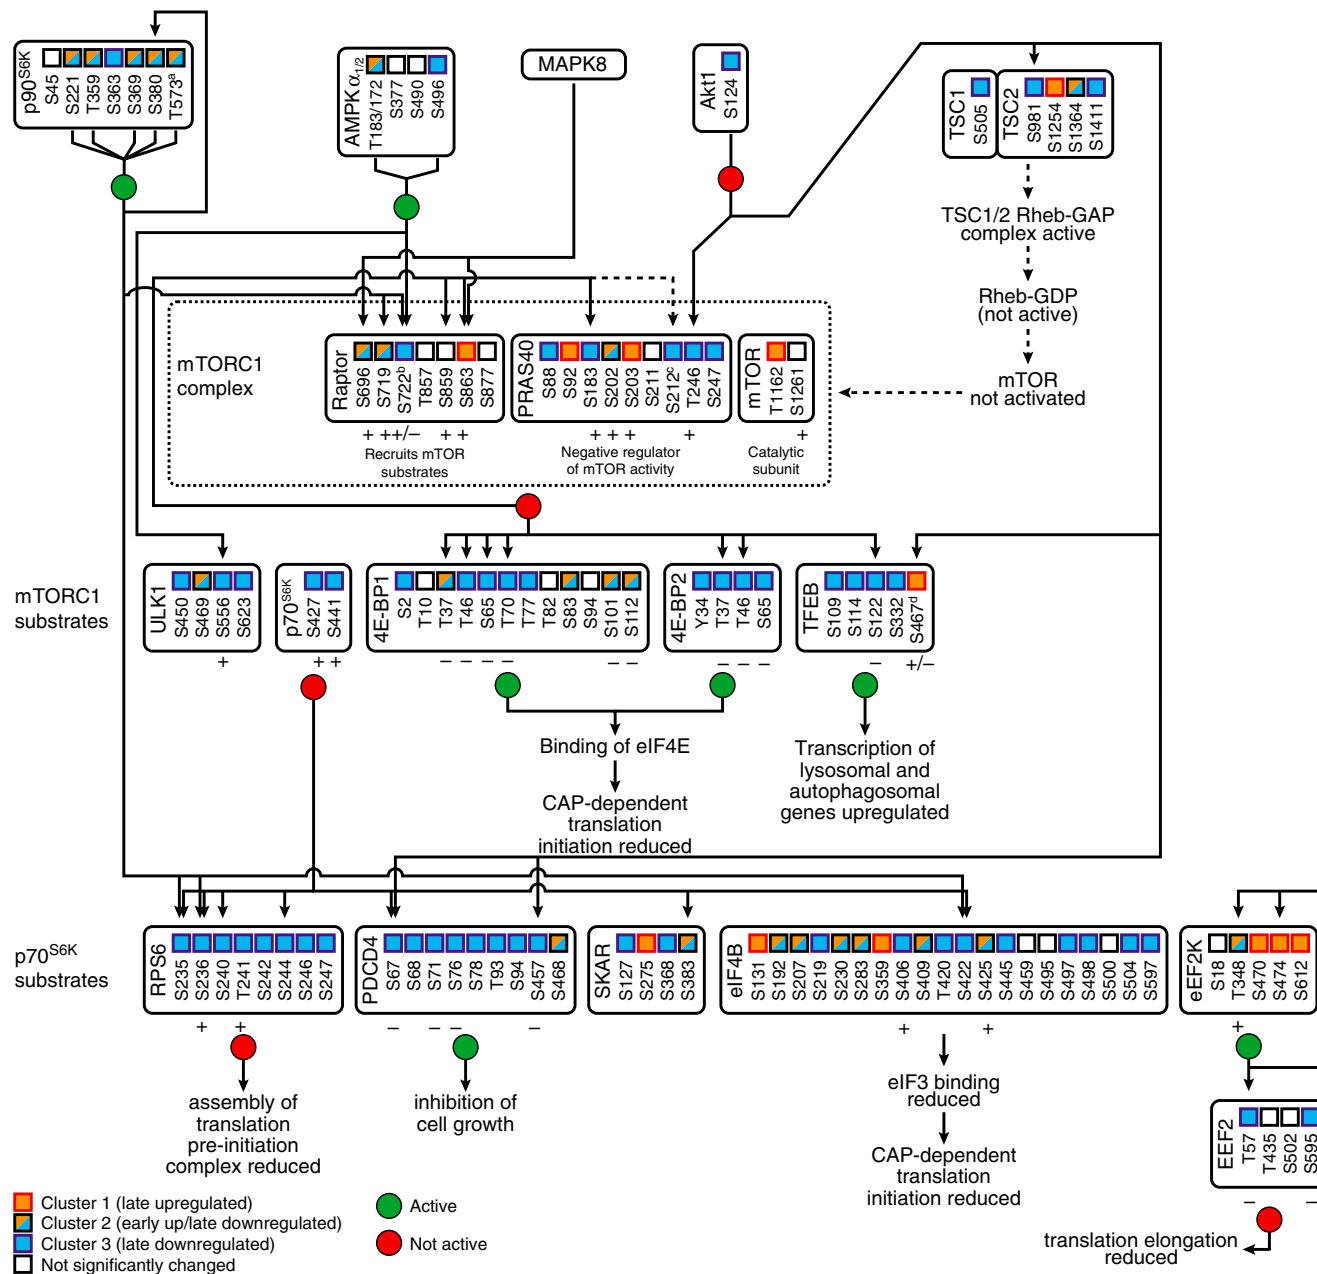 p90S6K
S45
S221
T359
S363
S369
S380
T573a
AMPKα1/2
T183/172
S377
S490
S496
MAPK8
Akt1
S124
TSC1
S505
TSC2
S981
S1254
S1364
S1411
TSC1/2 Rheb-GAP
complex active
Rheb-GDP
(not active)
mTOR
not activated
mTORC1
complex
Raptor
S696
S719
S722b
T857
S859
S863
S877
+ ++/– + +
Recruits mTOR
substrates
PRAS40
S88
S92
S183
S202
S203
S211
S212c
T246
S247
+ + + +
Negative regulator
of mTOR activity
mTOR
T1162
S1261
+
Catalytic
subunit
mTORC1
substrates
ULK1
S450
S469
S556
S623
+
p70S6K
S427
S441
+ +
4E-BP1
S2
T10
T37
T46
S65
T70
T77
T82
S83
S94
S101
S112
– – – – – –
4E-BP2
Y34
T37
T46
S65
– – –
TFEB
S109
S114
S122
S332
S467d
– +/–
Binding of eIF4E
CAP-dependent
translation
initiation reduced
Transcription of
lysosomal and
autophagosomal
genes upregulated
p70S6K
substrates
RPS6
S235
S236
S240
T241
S242
S244
S246
S247
+ +
PDCD4
S67
S68
S71
S76
S78
T93
S94
S457
S468
– – – –
SKAR
S127
S275
S368
S383
eIF4B
S131
S192
S207
S219
S230
S283
S359
S406
S409
T420
S422
S425
S445
S459
S495
S497
S498
S500
S504
S597
+ +
eEF2K
S18
T348
S470
S474
S612
+
assembly of
translation
pre-initiation
complex reduced
inhibition of
cell growth
eIF3 binding
reduced
CAP-dependent
translation
initiation reduced
EEF2
T57
T435
S502
S595
– –
translation elongation
reduced
Cluster 1 (late upregulated)
Cluster 2 (early up/late downregulated)
Cluster 3 (late downregulated)
Not significantly changed
Active
Not active